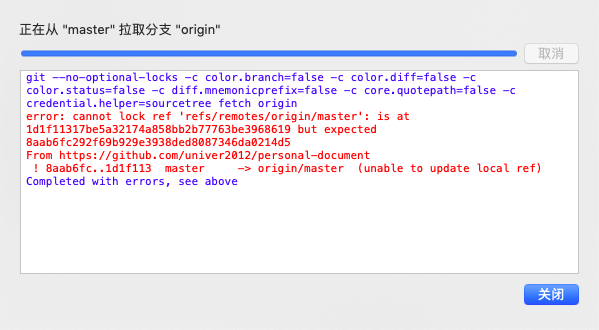 正在从 "master" 拉取分支 "origin"
取消
git --no-optional-locks -c color.branch=false -c color.diff=false -c
color.status=false -c diff.mnemonicprefix=false -c core.quotepath=false -c
credential.helper=sourcetree fetch origin
error: cannot lock ref 'refs/remotes/origin/master': is at
1d1f11317be5a32174a858bb2b77763be3968619 but expected
8aab6fc292f69b929e3938ded8087346da0214d5
From https://github.com/univer2012/personal-document
! 8aab6fc..1d1f113  master     -> origin/master  (unable to update local ref)
Completed with errors, see above
关闭